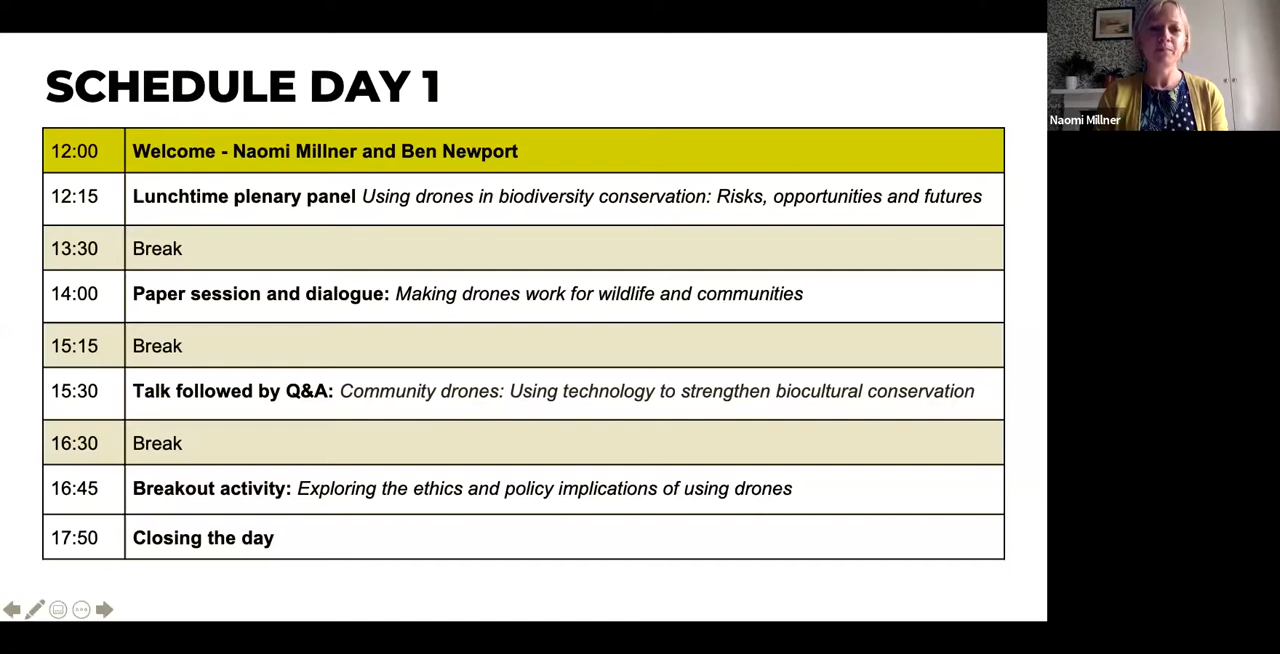 SCHEDULE DAY 1
12:00 Welcome - Naomi Millner and Ben Newport
12:15 Lunchtime plenary panel Using drones in biodiversity conservation: Risks, opportunities and futures
13:30 Break
14:00 Paper session and dialogue: Making drones work for wildlife and communities
15:15 Break
15:30 Talk followed by Q&A: Community drones: Using technology to strengthen biocultural conservation
16:30 Break
16:45 Breakout activity: Exploring the ethics and policy implications of using drones
17:50 Closing the day
Naomi Millner